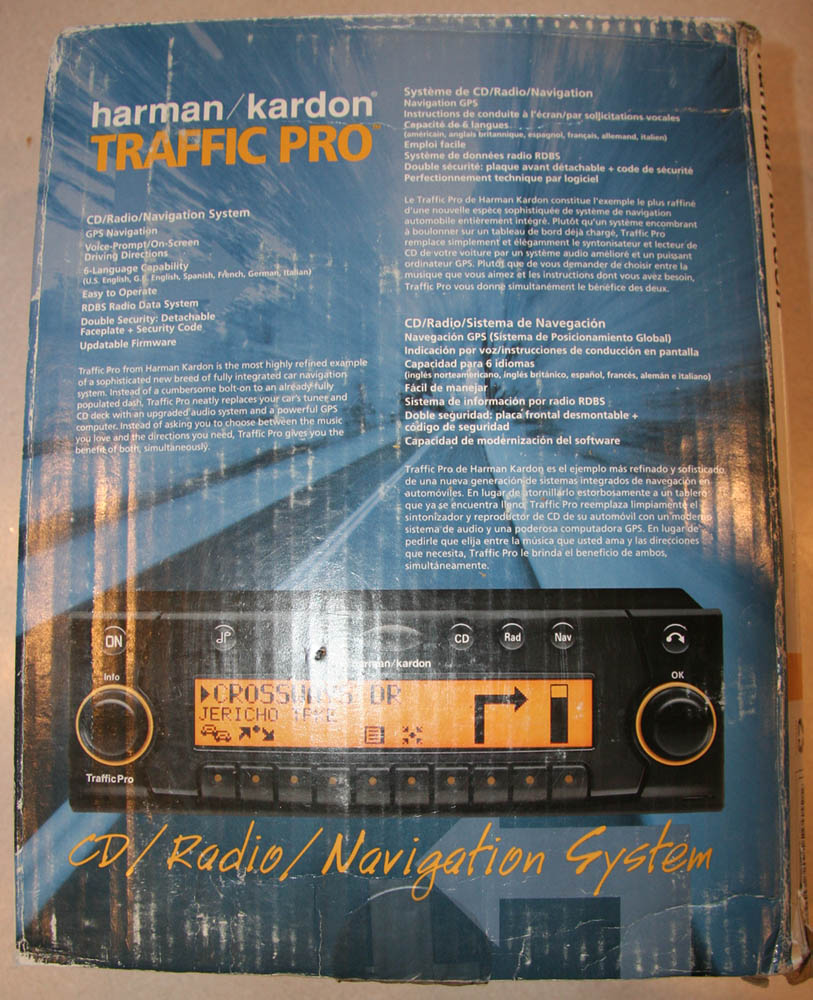 harman/kardon®
TRAFFIC PRO®
CD/Radio/Navigation System
GPS Navigation
Voice-Prompt/On-Screen
Driving Directions
6-Language Capability
(U.S. English, G.B. English, Spanish, French, German, Italian)
Easy to Operate
RDBS Radio Data System
Double Security: Detachable
Faceplate + Security Code
Updatable Firmware
Traffic Pro from Harman Kardon is the most highly refined example
of a sophisticated new breed of fully integrated car navigation
system. Instead of a cumbersome bolt-on to an already fully
populated dash, Traffic Pro neatly replaces your car's tuner and
CD deck with an upgraded audio system and a powerful GPS
computer. Instead of asking you to choose between the music
you love and the directions you need, Traffic Pro gives you the
benefit of both, simultaneously.
Système de CD/Radio/Navigation
Navigation GPS
Instructions de conduite à l'écran/par sollicitations vocales
Capacité de 6 langues
(américain, anglais britannique, espagnol, français, allemand, italien)
Emploi facile
Système de données radio RDBS
Double sécurité: plaque avant détachable + code de sécurité
Perfectionnement technique par logiciel
Le Traffic Pro de Harman Kardon constitue l'exemple le plus raffiné
d'une nouvelle espèce sophistiquée de système de navigation
automobile entièrement intégré. Plutôt qu'un système encombrant
à boulonner sur un tableau de bord déjà chargé, Traffic Pro
remplace simplement et élégamment le syntonisateur et lecteur de
CD de votre voiture par un système audio amélioré et un puissant
ordinateur GPS. Plutôt que de vous demander de choisir entre la
musique que vous aimez et les instructions dont vous avez besoin,
Traffic Pro vous donne simultanément le bénéfice des deux.
CD/Radio/Sistema de Navegación
Navegación GPS (Sistema de Posicionamiento Global)
Indicación por voz/instrucciones de conducción en pantalla
Capacidad para 6 idiomas
(inglés norteamericano, inglés británico, español, francés, alemán e italiano)
Fácil de manejar
Sistema de información por radio RDBS
Doble seguridad: placa frontal desmontable +
código de seguridad
Capacidad de modernización del software
Traffic Pro de Harman Kardon es el ejemplo más refinado y sofisticado
de una nueva generación de sistemas integrados de navegación en
automóviles. En lugar de atornillarlo estorbosamente a un tablero
que ya se encuentra lleno, Traffic Pro reemplaza limpiamente el
sintonizador y reproductor de CD de su automóvil con un moderno
sistema de audio y una poderosa computadora GPS. En lugar de
pedirle que elija entre la música que usted ama y las direcciones
que necesita, Traffic Pro le brinda el beneficio de ambos,
simultáneamente.
ON
CD
Rad
Nav
harman/kardon
Info
OK
DR
JERICHO
TrafficPro
CD/Radio/Navigation System